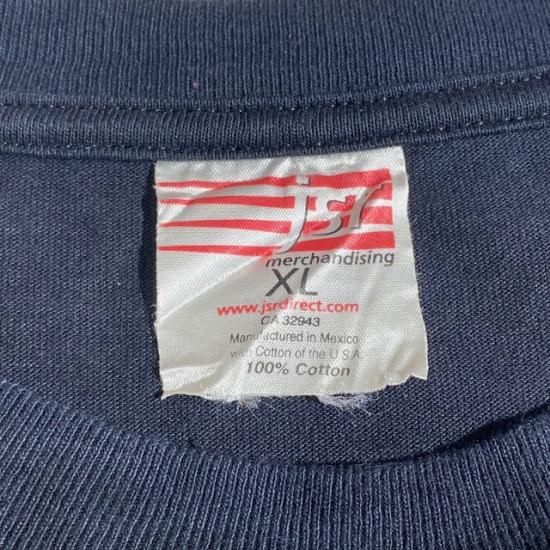 jsr
merchandising
XL
www.jsrdirect.com
CA 32943
Manufactured in Mexico
with Cotton of the U.S.A.
100% Cotton